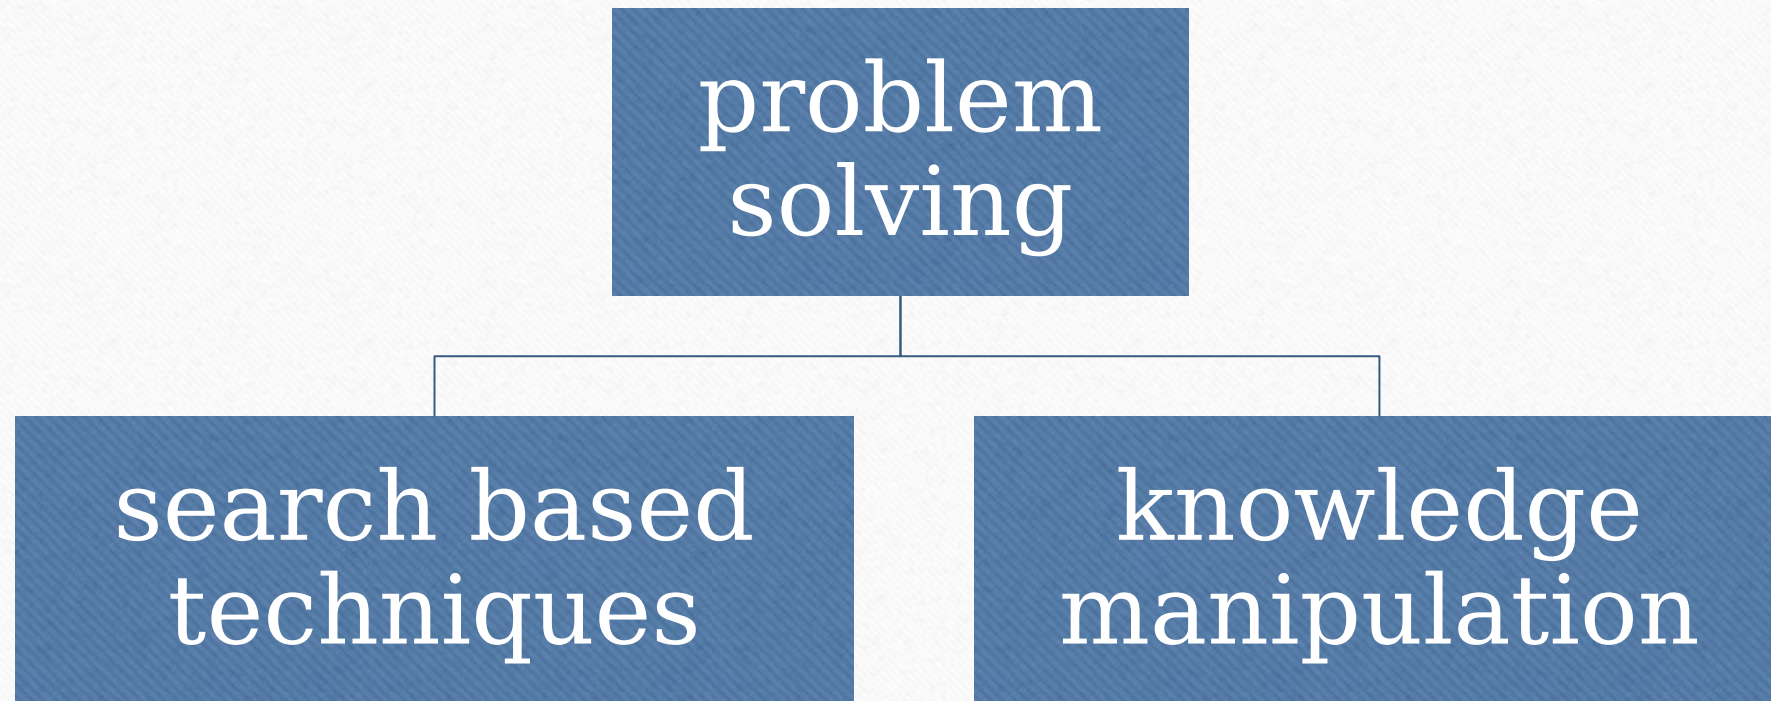 problem
solving
search based
techniques
knowledge
manipulation